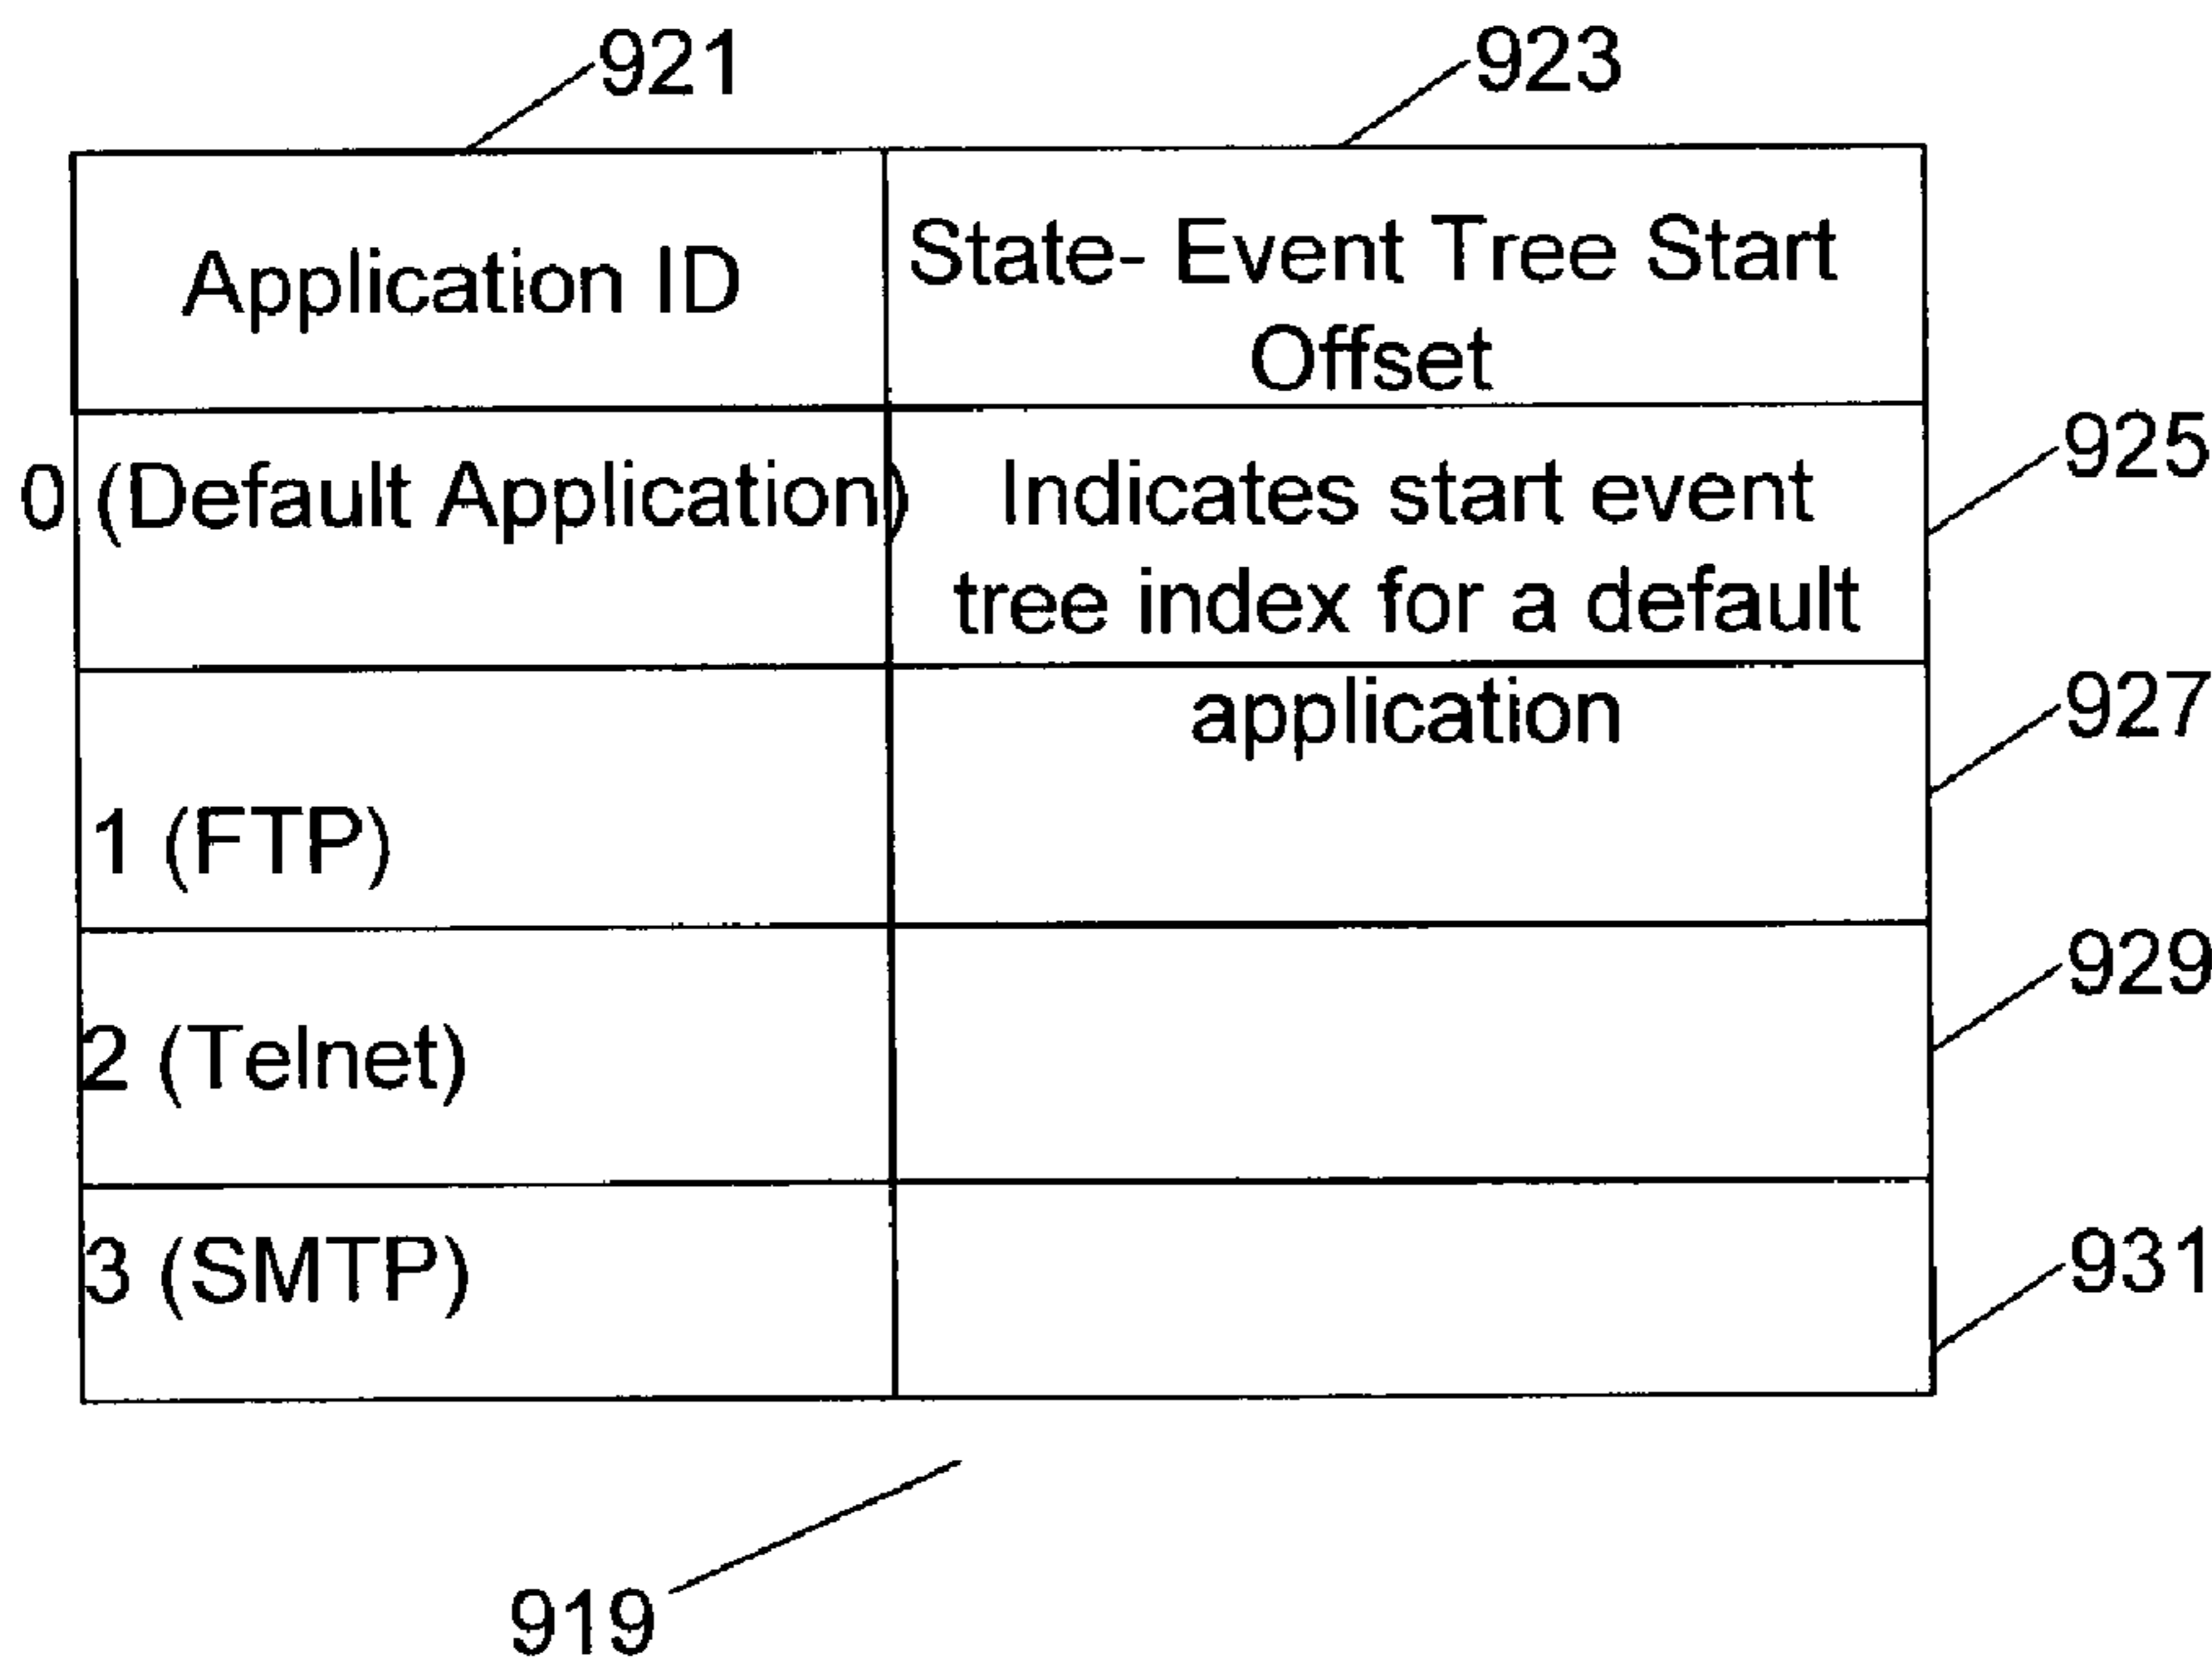 921
923
Application ID
State- Event Tree Start
Offset
925
0 (Default Application)
Indicates start event
tree index for a default
application
927
1 (FTP)
929
2 (Telnet)
931
3 (SMTP)
919